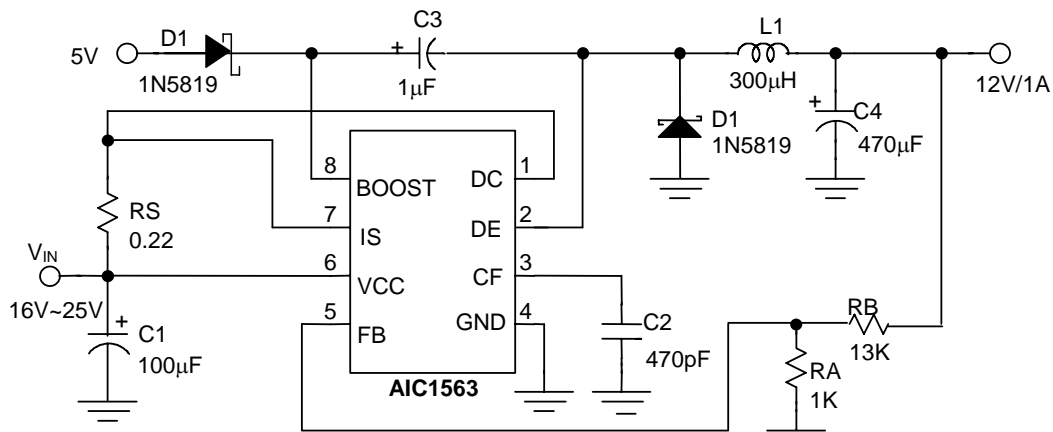 5V
D1
1N5819
+
C3
1µF
L1
300µH
12V/1A
D1
1N5819
+
C4
470µF
RS
0.22
VIN
16V~25V
+
C1
100µF
8
BOOST
7
IS
6
VCC
5
FB
1
DC
2
DE
3
CF
4
GND
AIC1563
C2
470pF
RB
13K
RA
1K